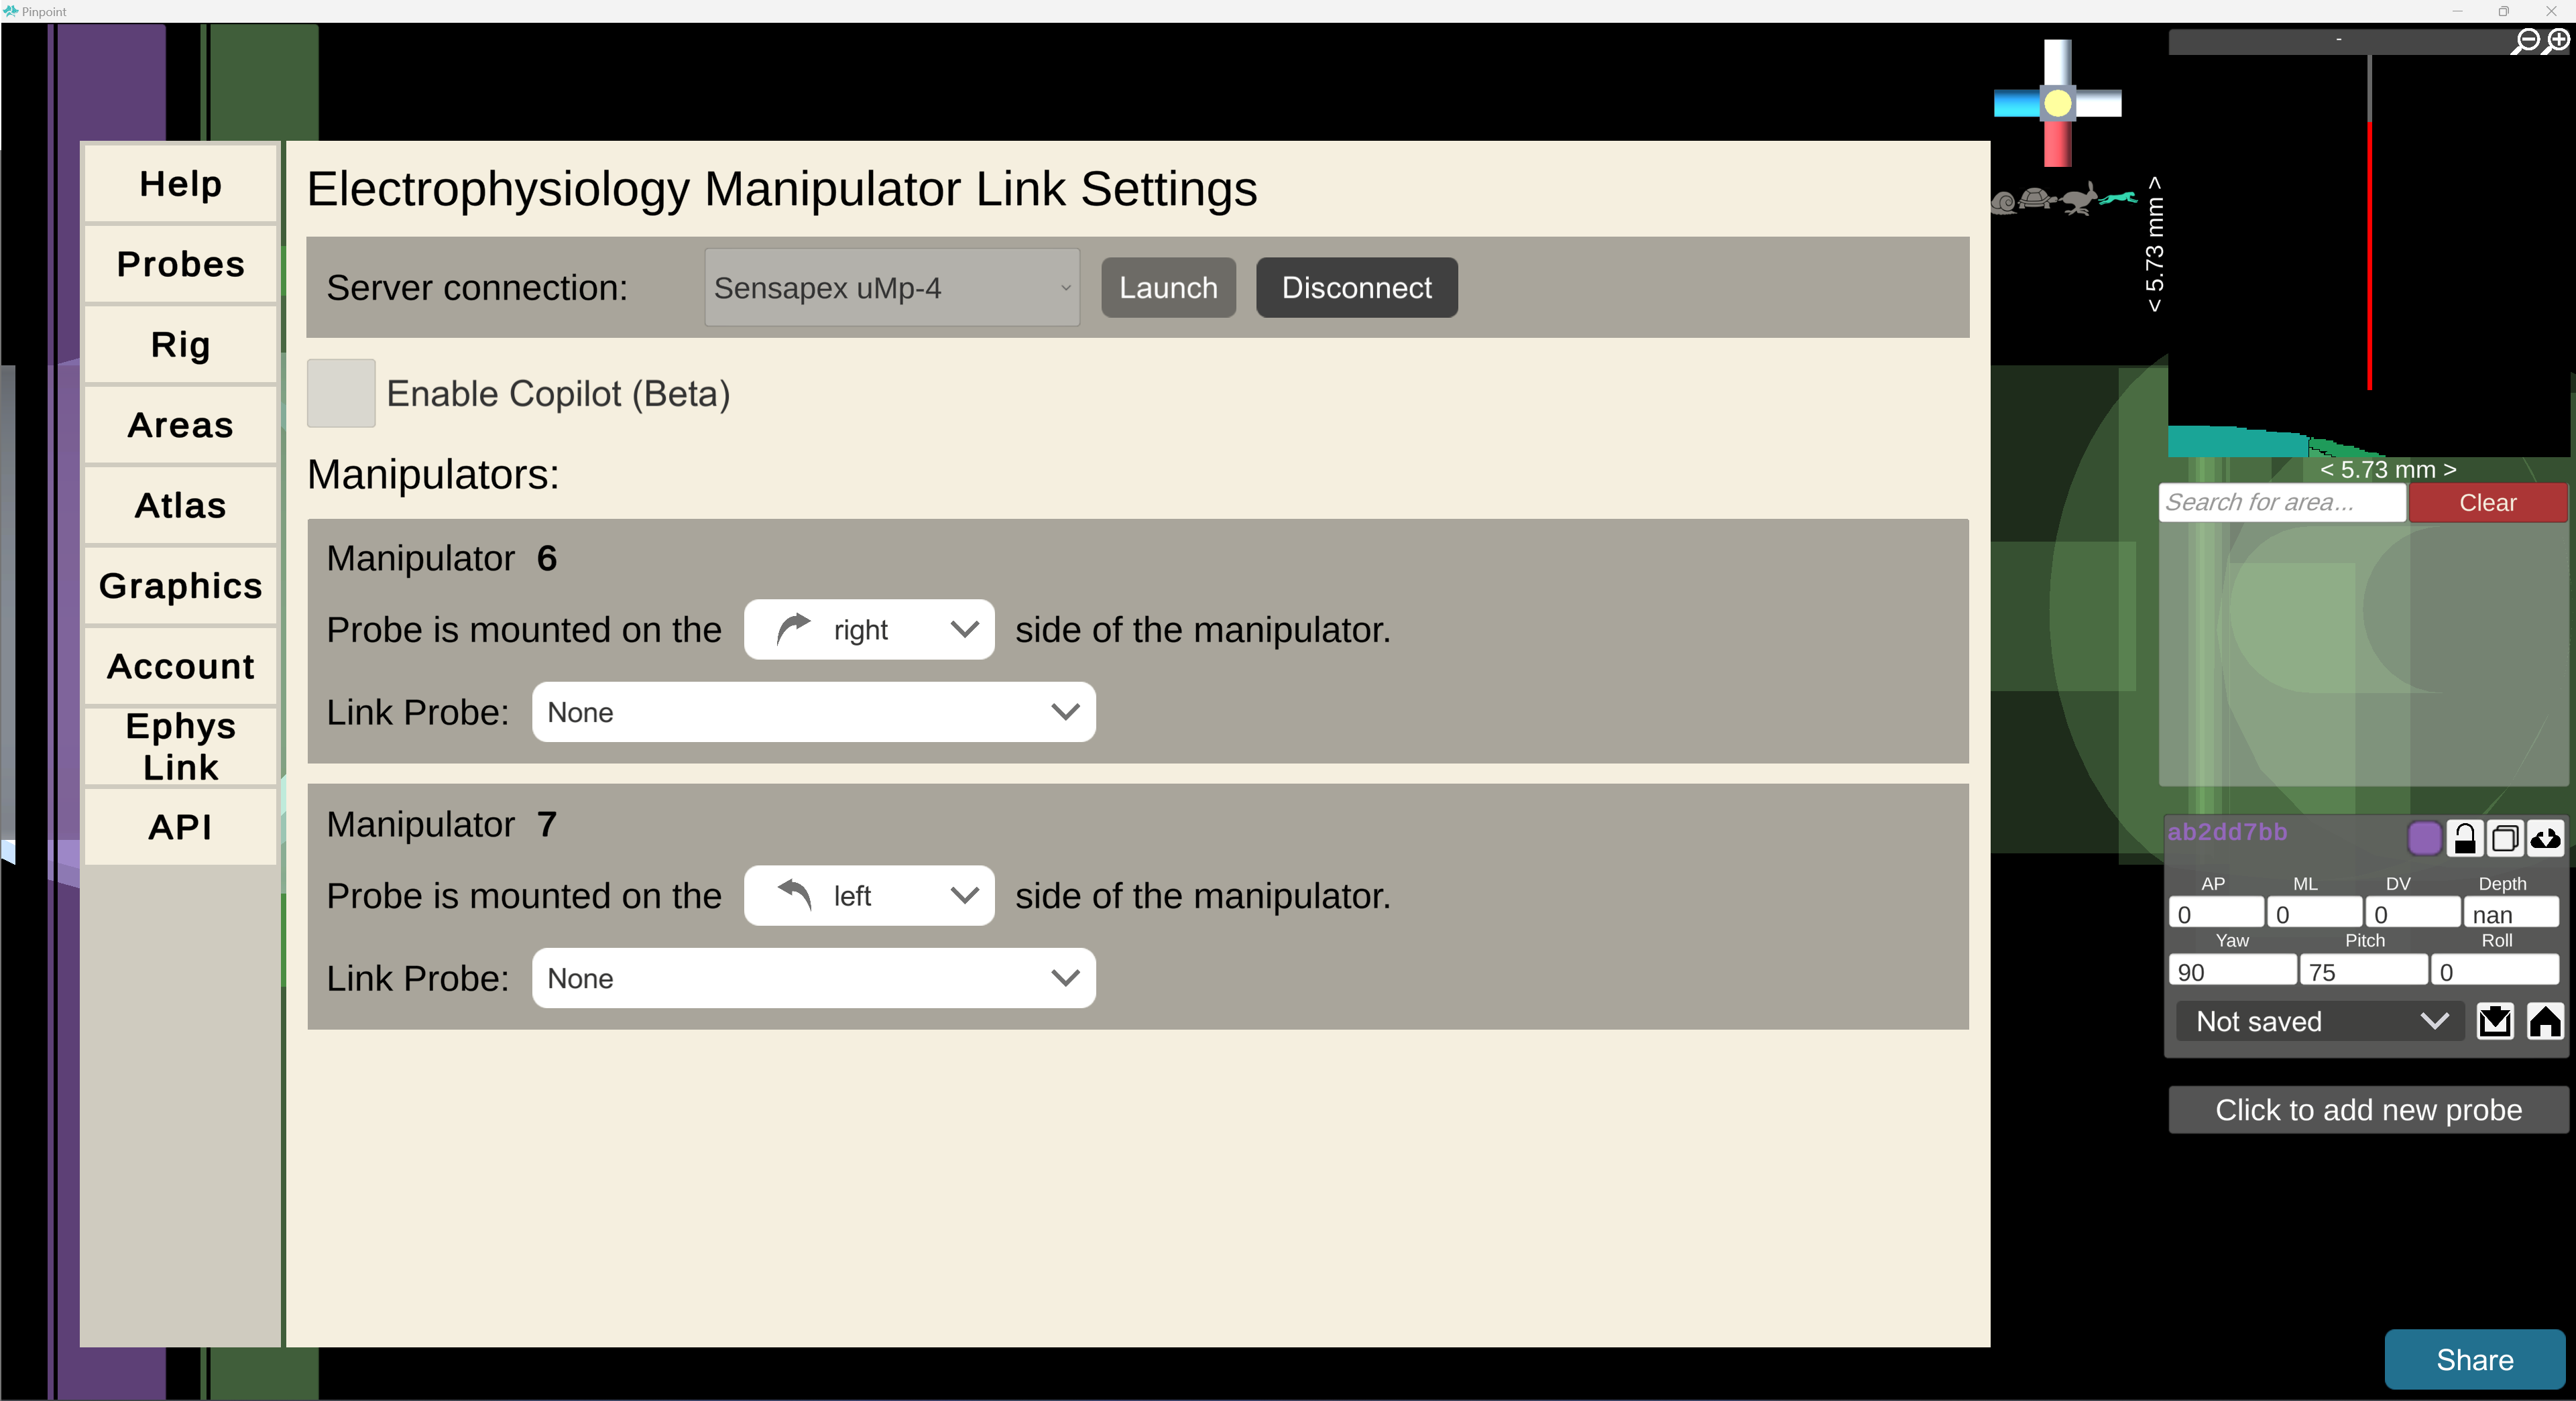 Pinpoint
Help
Probes
Rig
Areas
Atlas
Graphics
Account
Ephys
Link
API
Electrophysiology Manipulator Link Settings
Server connection: Sensapex uMp-4 Launch Disconnect
Enable Copilot (Beta)
Manipulators:
Manipulator 6
Probe is mounted on the right side of the manipulator.
Link Probe: None
Manipulator 7
Probe is mounted on the left side of the manipulator.
Link Probe: None
-
< 5.73 mm >
< 5.73 mm >
Search for area... Clear
ab2dd7bb
AP ML DV Depth
0 0 0 nan
Yaw Pitch Roll
90 75 0
Not saved
Click to add new probe
Share